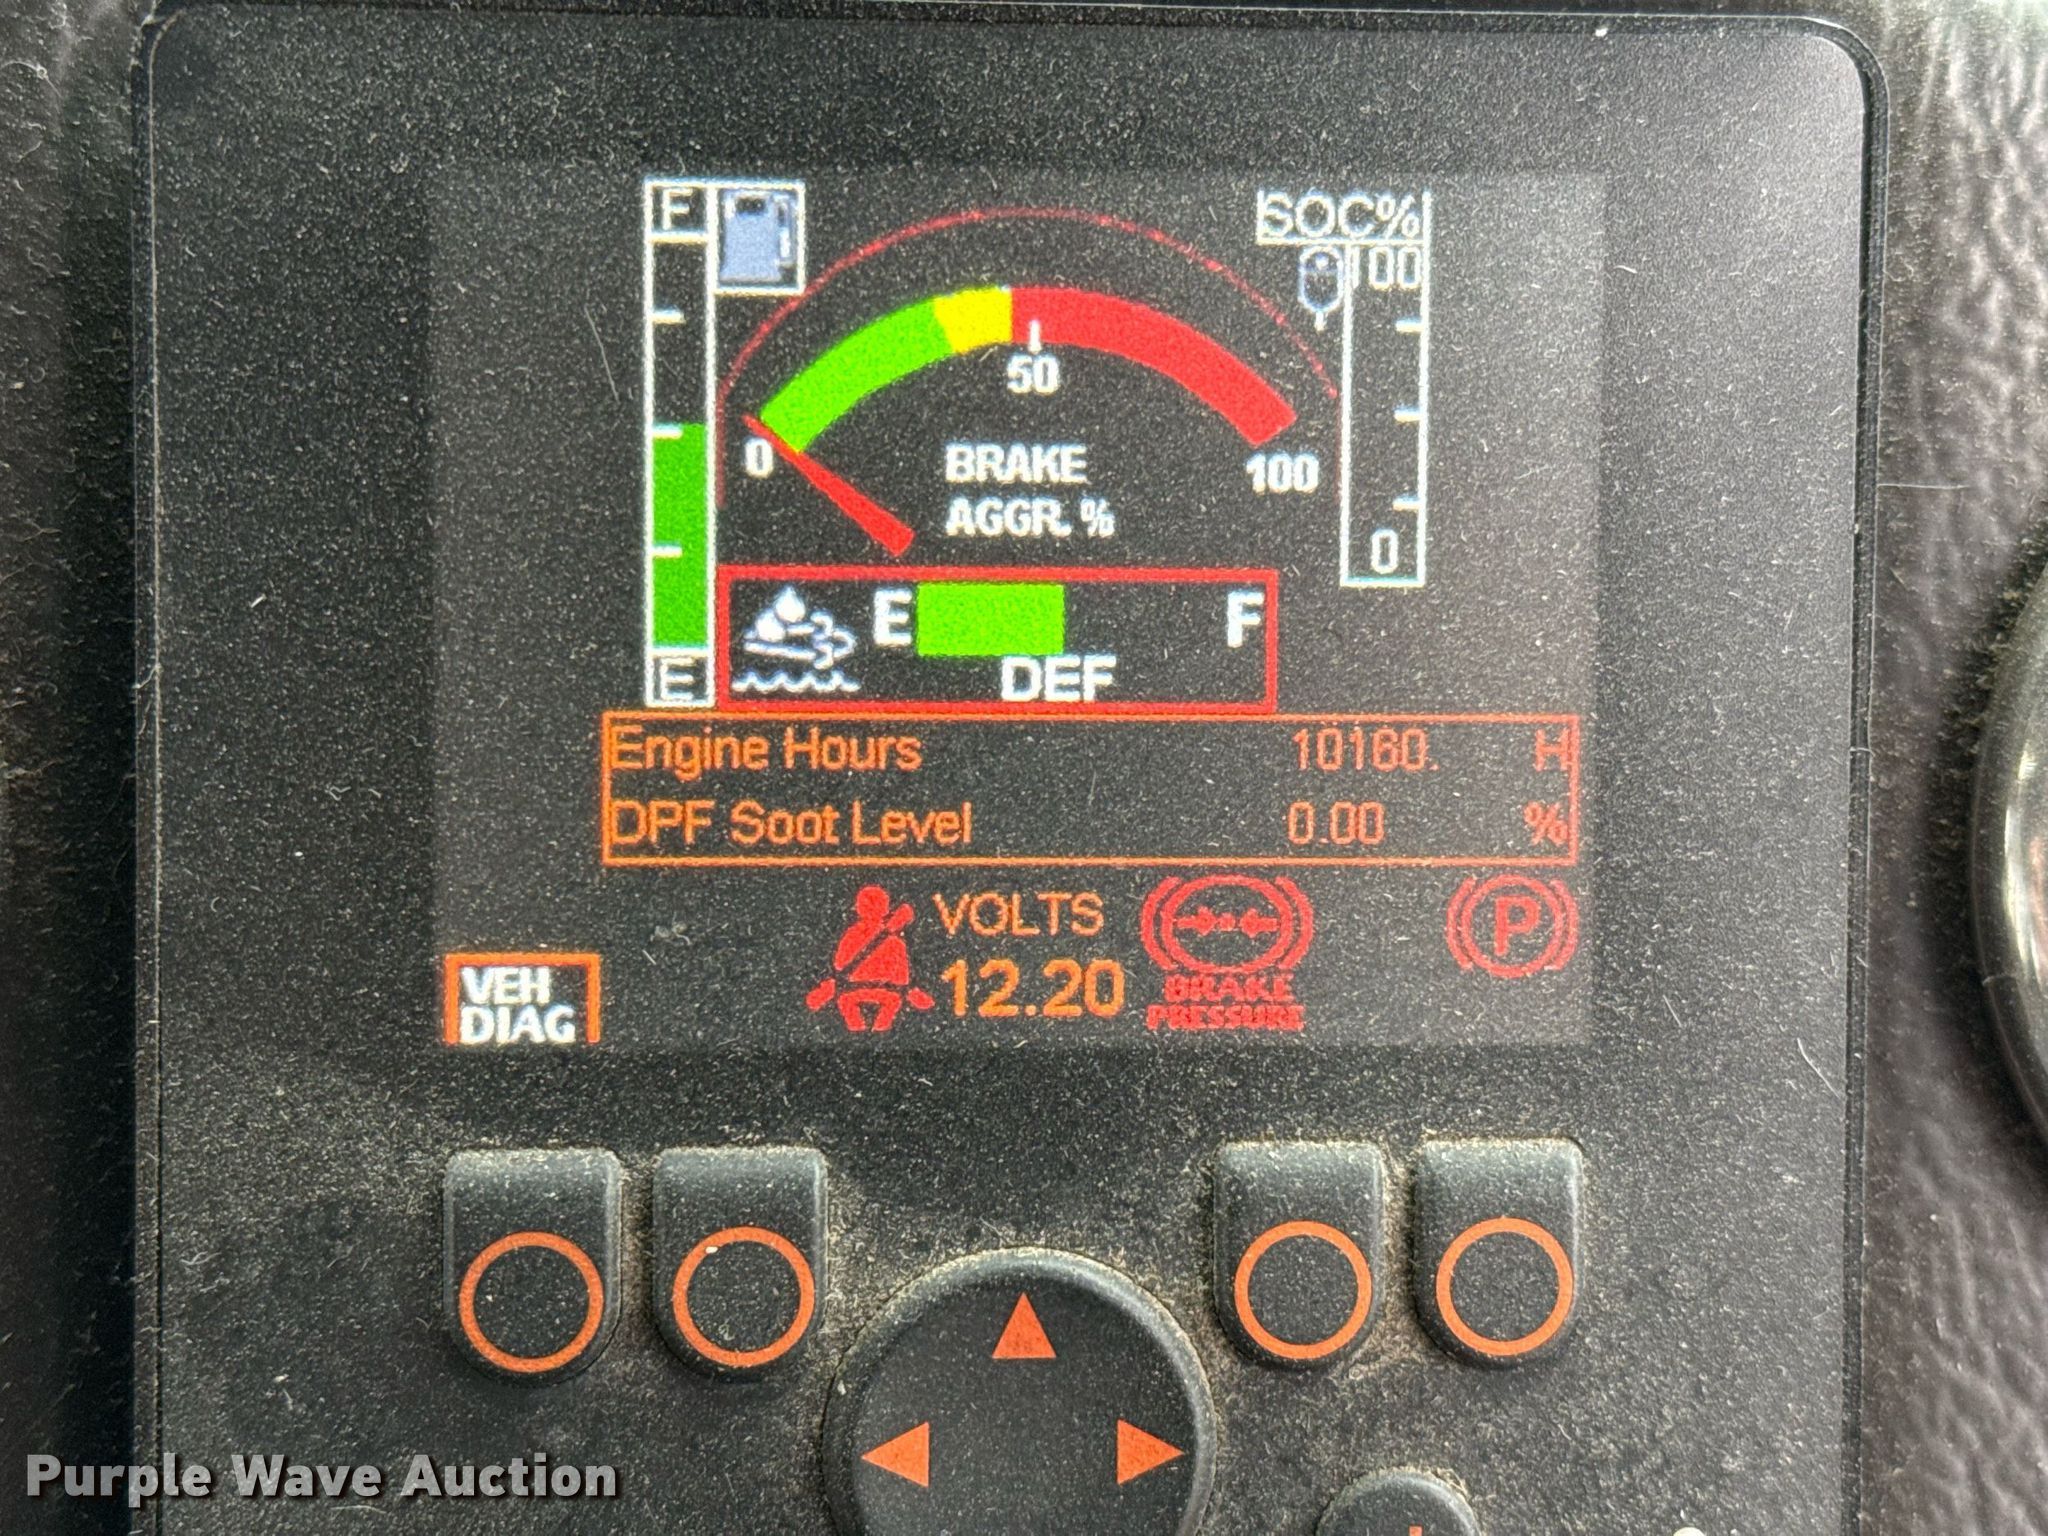 F
SOC%
100
50
0
BRAKE
100
AGGR. %
0
E
F
DEF
E
Engine Hours 10160. H
DPF Soot Level 0.00 %
VOLTS
P
12.20
BRAKE
PRESSURE
VEH
DIAG
Purple Wave Auction